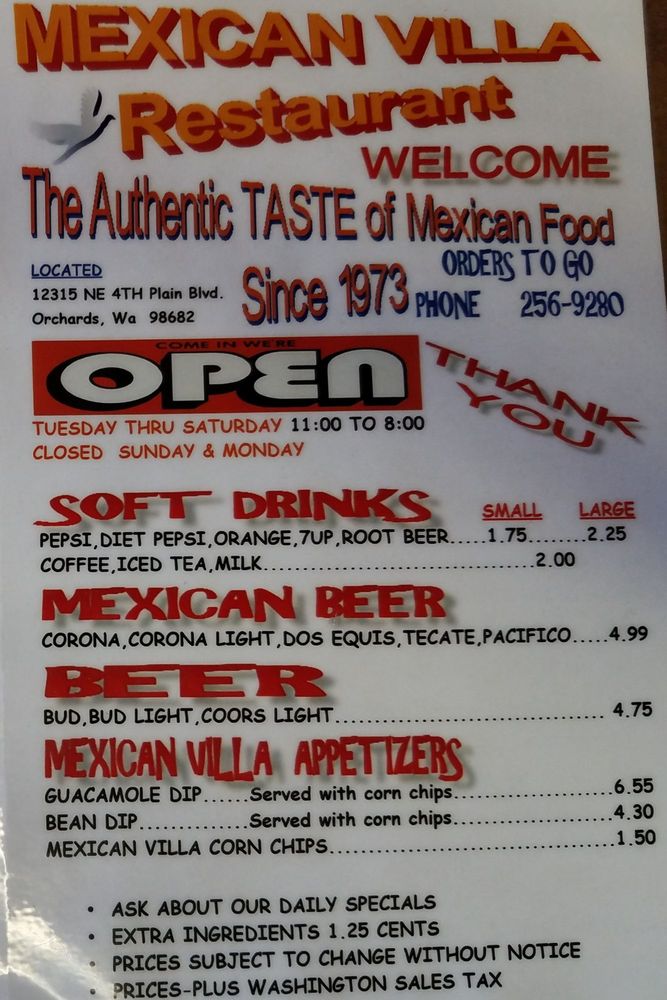 MEXICAN VILLA
Restaurant
WELCOME
The Authentic TASTE of Mexican Food
LOCATED
12315 NE 4TH Plain Blvd.
Orchards, Wa 98682
Since 1973
ORDERS TO GO
PHONE 256-9280
COME IN WE'RE
OPEN
THANK
YOU
TUESDAY THRU SATURDAY 11:00 TO 8:00
CLOSED SUNDAY & MONDAY
SOFT DRINKS SMALL LARGE
PEPSI,DIET PEPSI,ORANGE,7UP,ROOT BEER.....1.75........2.25
COFFEE,ICED TEA,MILK.......................................2.00
MEXICAN BEER
CORONA,CORONA LIGHT,DOS EQUIS,TECATE,PACIFICO.....4.99
BEER
BUD,BUD LIGHT,COORS LIGHT...................................... 4.75
MEXICAN VILLA APPETIZERS
GUACAMOLE DIP......Served with corn chips.......................6.55
BEAN DIP..............Served with corn chips.......................4.30
MEXICAN VILLA CORN CHIPS.........................................1.50
• ASK ABOUT OUR DAILY SPECIALS
• EXTRA INGREDIENTS 1.25 CENTS
• PRICES SUBJECT TO CHANGE WITHOUT NOTICE
• PRICES-PLUS WASHINGTON SALES TAX